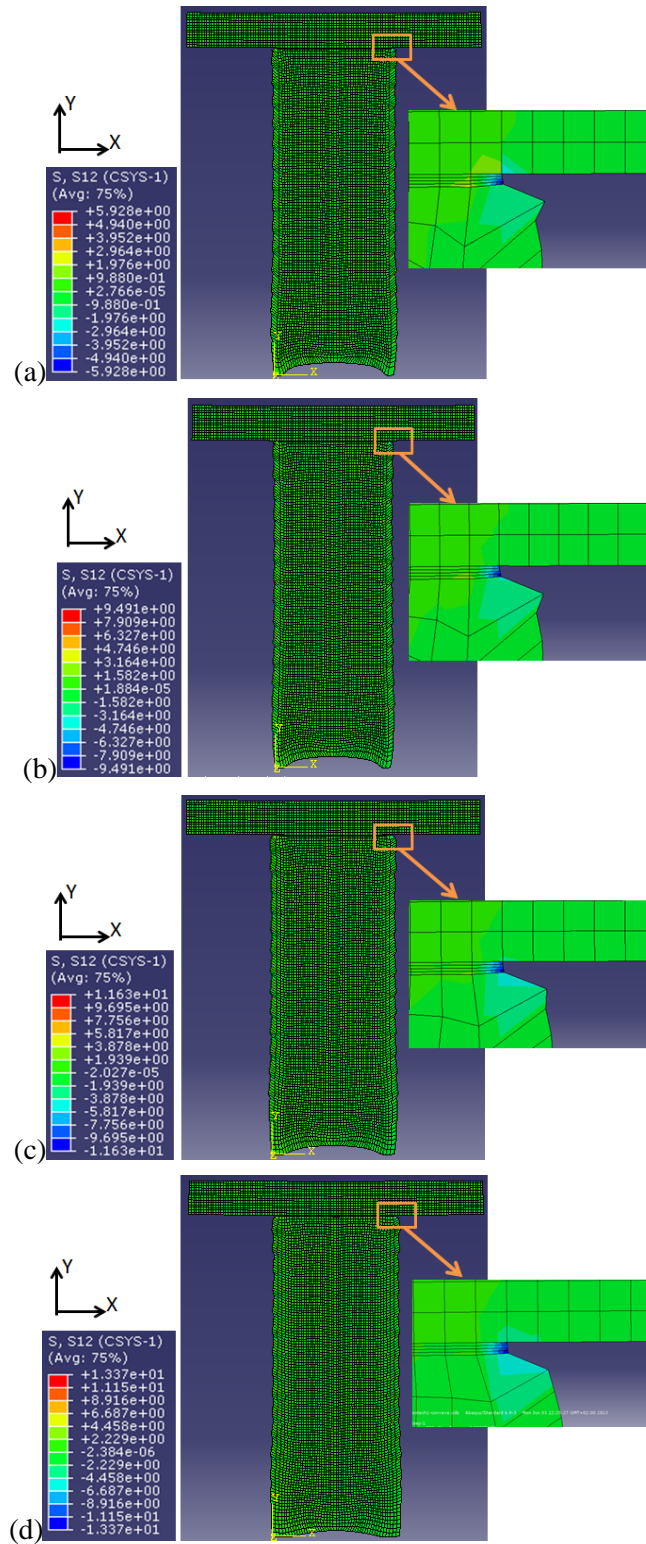 Y
X
S, S12 (CSYS-1)
(Avg: 75%)
+5.928e+00
+4.940e+00
+3.952e+00
+2.964e+00
+1.976e+00
+9.880e-01
+2.766e-05
-9.880e-01
-1.976e+00
-2.964e+00
-3.952e+00
-4.940e+00
-5.928e+00
Y
X
(a)
Y
X
S, S12 (CSYS-1)
(Avg: 75%)
+9.491e+00
+7.909e+00
+6.327e+00
+4.746e+00
+3.164e+00
+1.582e+00
+1.884e-05
-1.582e+00
-3.164e+00
-4.746e+00
-6.327e+00
-7.909e+00
-9.491e+00
Y
Z
X
(b)
Y
X
S, S12 (CSYS-1)
(Avg: 75%)
+1.163e+01
+9.695e+00
+7.756e+00
+5.817e+00
+3.878e+00
+1.939e+00
-2.027e-05
-1.939e+00
-3.878e+00
-5.817e+00
-7.756e+00
-9.695e+00
-1.163e+01
Y
X
(c)
Y
X
S, S12 (CSYS-1)
(Avg: 75%)
+1.337e+01
+1.115e+01
+8.916e+00
+6.687e+00
+4.458e+00
+2.229e+00
-2.384e-06
-2.229e+00
-4.458e+00
-6.687e+00
-8.916e+00
-1.115e+01
-1.337e+01
X
(d)